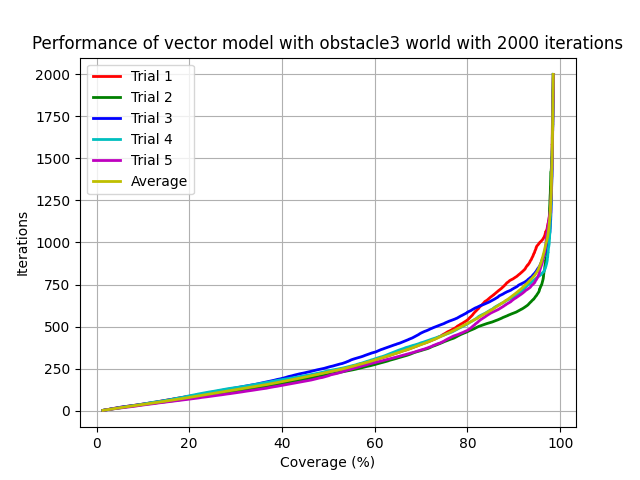 Performance of vector model with obstacle3 world with 2000 iterations
Trial 1
Trial 2
Trial 3
Trial 4
Trial 5
Average
Iterations
2000
1750
1500
1250
1000
750
500
250
0
0 20 40 60 80 100
Coverage (%)